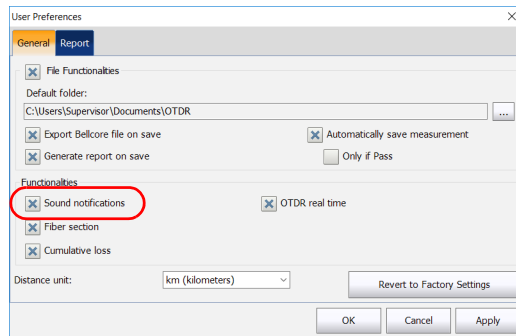 User Preferences
General Report
File Functionalities
Default folder:
C:\Users\Supervisor\Documents\OTDR ...
Export Bellcore file on save Automatically save measurement
Generate report on save Only if Pass
Functionalities
Sound notifications OTDR real time
Fiber section
Cumulative loss
Distance unit: km (kilometers) Revert to Factory Settings
OK Cancel Apply